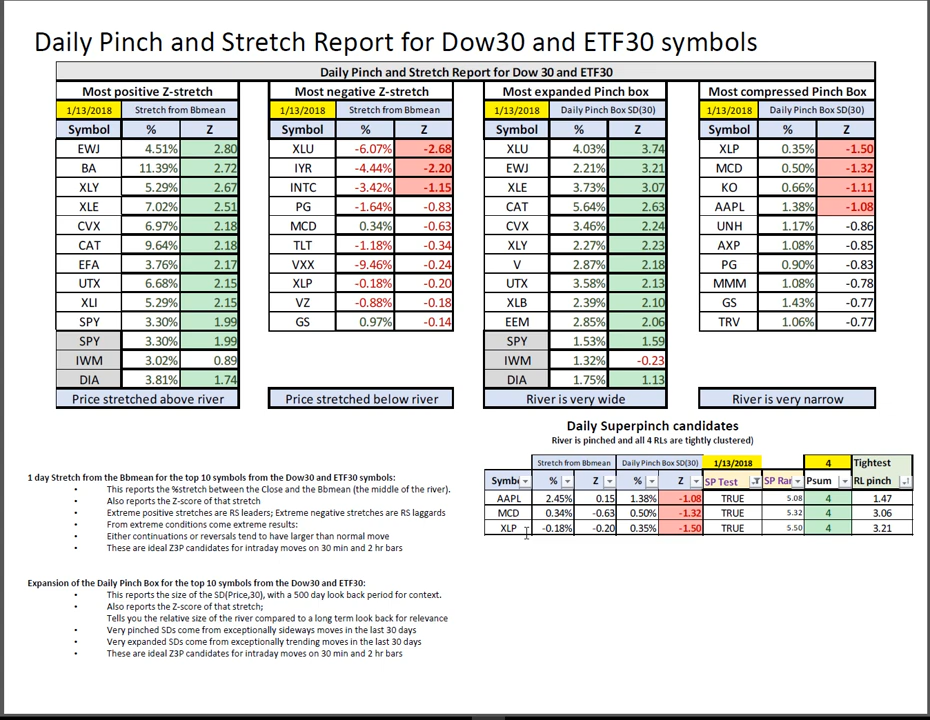 Daily Pinch and Stretch Report for Dow30 and ETF30 symbols
Daily Pinch and Stretch Report for Dow 30 and ETF30
Most positive Z-stretch
1/13/2018 Stretch from Bbmean
Symbol % Z
EWJ 4.51% 2.80
BA 11.39% 2.72
XLY 5.29% 2.67
XLE 7.02% 2.51
CVX 6.97% 2.18
CAT 9.64% 2.18
EFA 3.76% 2.17
UTX 6.68% 2.15
XLI 5.29% 2.15
SPY 3.30% 1.99
SPY 3.30% 1.99
IWM 3.02% 0.89
DIA 3.81% 1.74
Price stretched above river
Most negative Z-stretch
1/13/2018 Stretch from Bbmean
Symbol % Z
XLU -6.07% -2.68
IYR -4.44% -2.20
INTC -3.42% -1.15
PG -1.64% -0.83
MCD 0.34% -0.63
TLT -1.18% -0.34
VXX -9.46% -0.24
XLP -0.18% -0.20
VZ -0.88% -0.18
GS 0.97% -0.14
Price stretched below river
Most expanded Pinch box
1/13/2018 Daily Pinch Box SD(30)
Symbol % Z
XLU 4.03% 3.74
EWJ 2.21% 3.21
XLE 3.73% 3.07
CAT 5.64% 2.63
CVX 3.46% 2.24
XLY 2.27% 2.23
V 2.87% 2.18
UTX 3.58% 2.13
XLB 2.39% 2.10
EEM 2.85% 2.06
SPY 1.53% 1.59
IWM 1.32% -0.23
DIA 1.75% 1.13
River is very wide
Most compressed Pinch Box
1/13/2018 Daily Pinch Box SD(30)
Symbol % Z
XLP 0.35% -1.50
MCD 0.50% -1.32
KO 0.66% -1.11
AAPL 1.38% -1.08
UNH 1.17% -0.86
AXP 1.08% -0.85
PG 0.90% -0.83
MMM 1.08% -0.78
GS 1.43% -0.77
TRV 1.06% -0.77
River is very narrow
Daily Superpinch candidates
River is pinched and all 4 RLs are tightly clustered)
Stretch from Bbmean Daily Pinch Box SD(30) 1/13/2018 4 Tightest
Symbo % Z % Z SP Test SP Ran Psum RL pinch
AAPL 2.45% 0.15 1.38% -1.08 TRUE 5.08 4 1.47
MCD 0.34% -0.63 0.50% -1.32 TRUE 5.32 4 3.06
XLP -0.18% -0.20 0.35% -1.50 TRUE 5.50 4 3.21
1 day Stretch from the Bbmean for the top 10 symbols from the Dow30 and ETF30 symbols:
• This reports the %stretch between the Close and the Bbmean (the middle of the river).
• Also reports the Z-score of that stretch
• Extreme positive stretches are RS leaders; Extreme negative stretches are RS laggards
• From extreme conditions come extreme results:
• Either continuations or reversals tend to have larger than normal move
• These are ideal Z3P candidates for intraday moves on 30 min and 2 hr bars
Expansion of the Daily Pinch Box for the top 10 symbols from the Dow30 and ETF30:
• This reports the size of the SD(Price,30), with a 500 day look back period for context.
• Also reports the Z-score of that stretch;
Tells you the relative size of the river compared to a long term look back for relevance
• Very pinched SDs come from exceptionally sideways moves in the last 30 days
• Very expanded SDs come from exceptionally trending moves in the last 30 days
• These are ideal Z3P candidates for intraday moves on 30 min and 2 hr bars